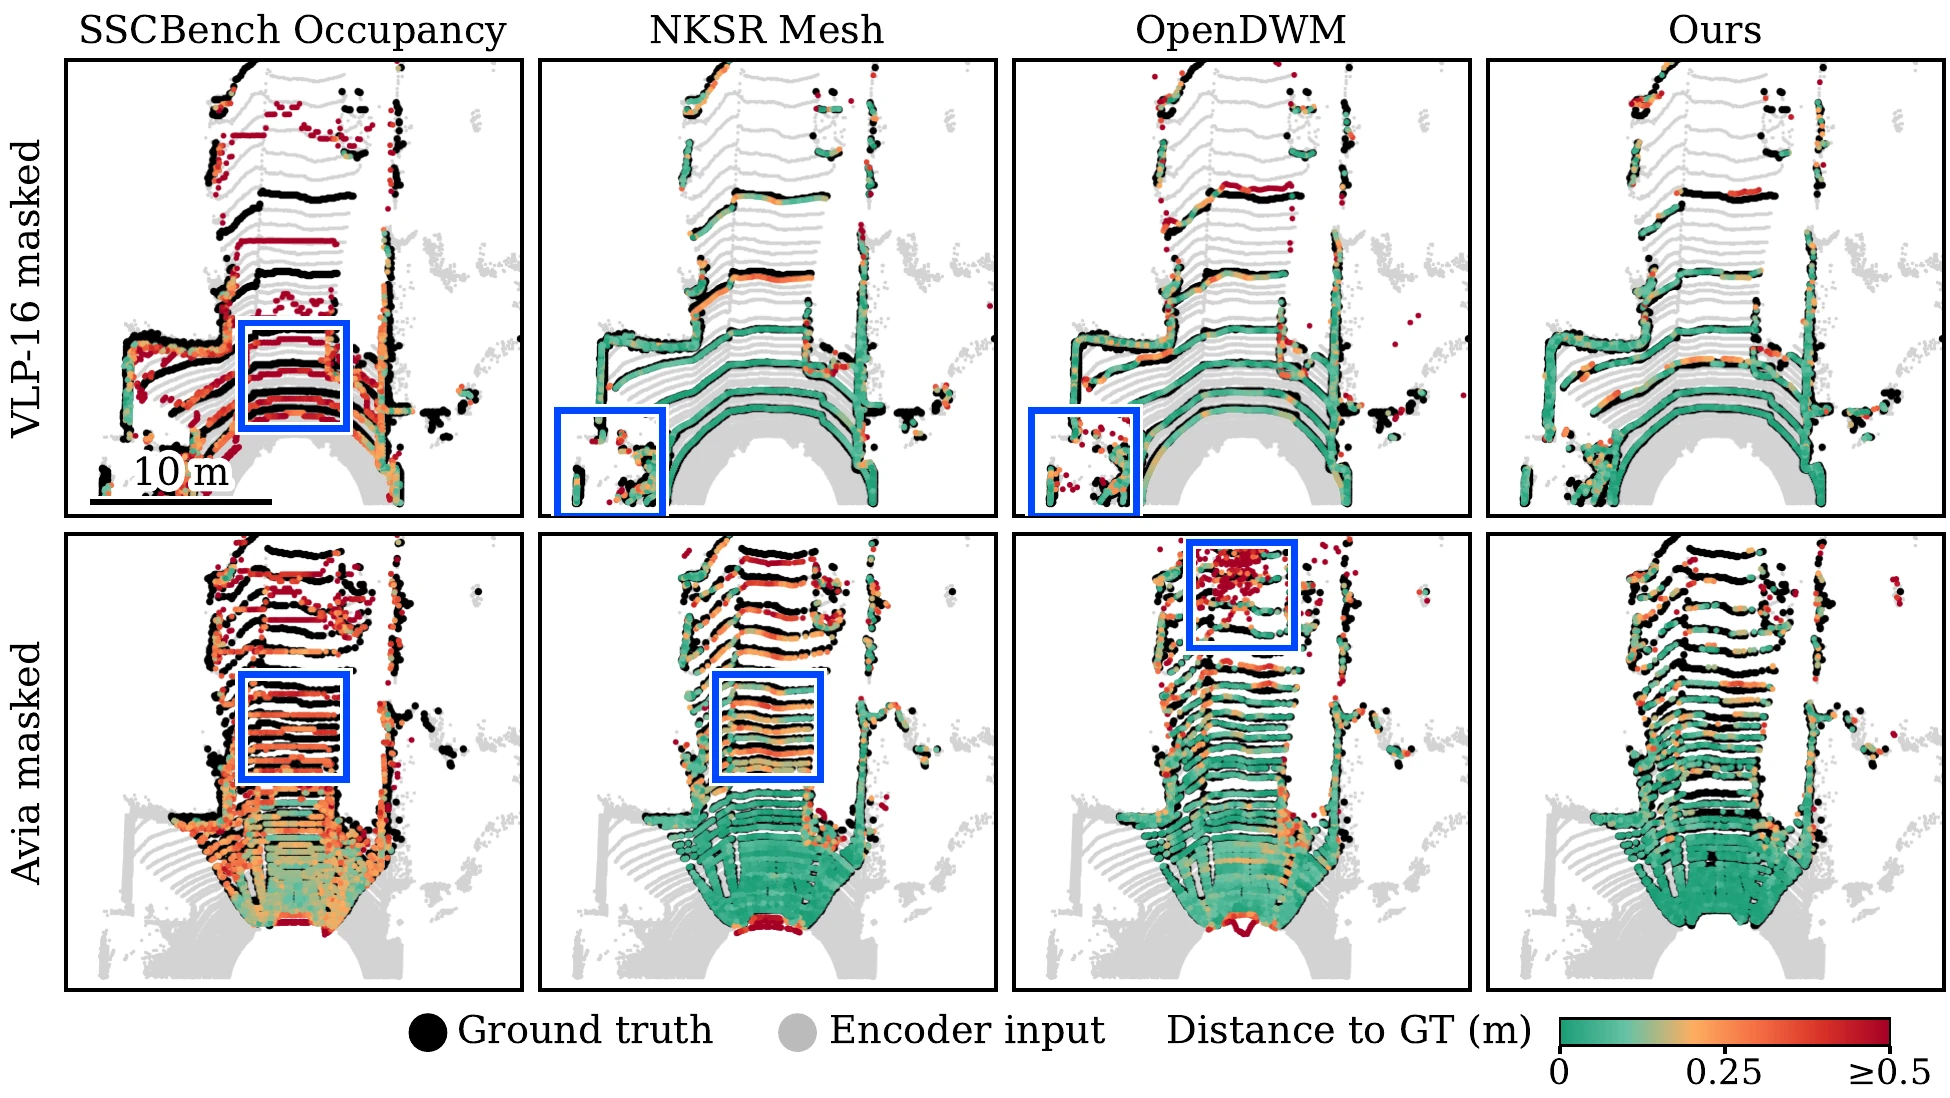 SSCBench Occupancy
NKSR Mesh
OpenDWM
Ours
VLP-16 masked
10 m
Avia masked
Ground truth
Encoder input
Distance to GT (m)
0
0.25
≥0.5